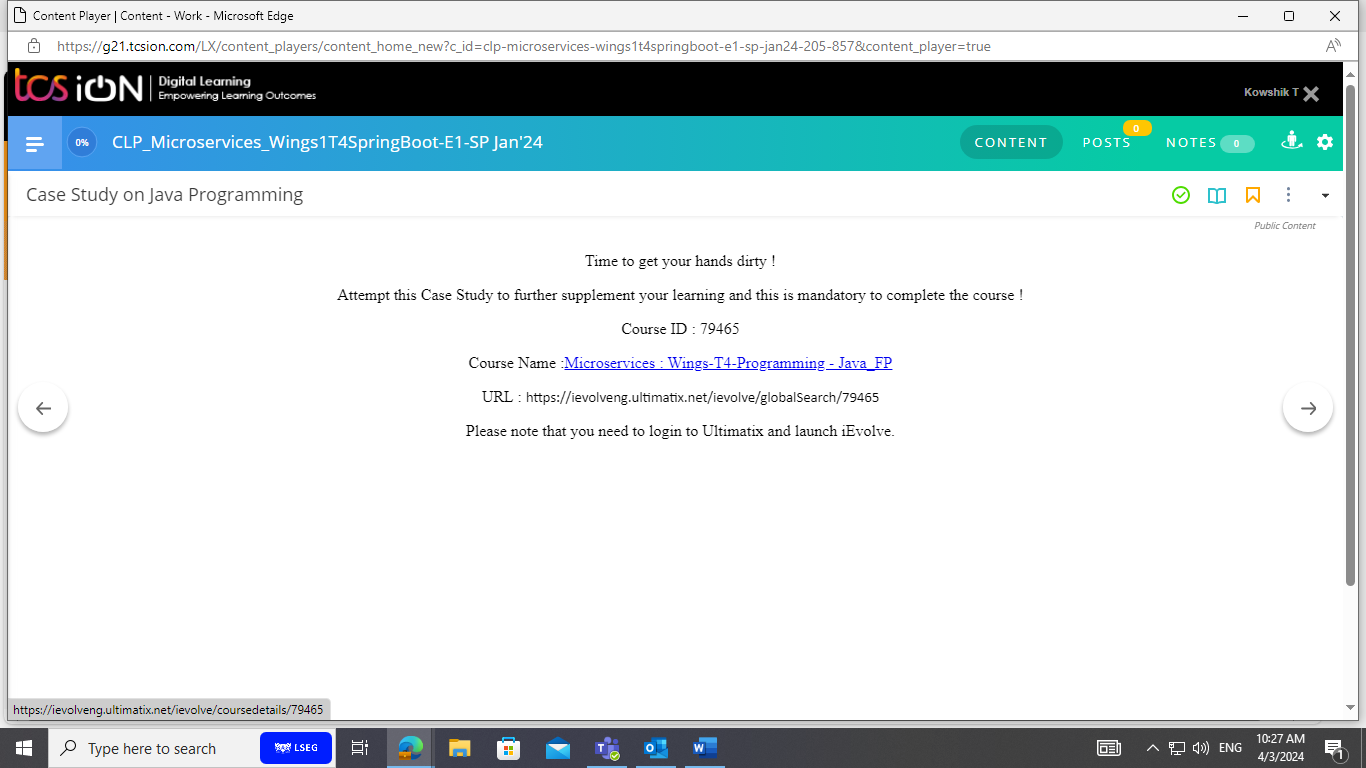 Content Player | Content - Work - Microsoft Edge
https://g21.tcsion.com/LX/content_players/content_home_new?c_id=clp-microservices-wings1t4springboot-e1-sp-jan24-205-857&content_player=true
tcs iON Digital Learning
Empowering Learning Outcomes
Kowshik T
0% CLP_Microservices_Wings1T4SpringBoot-E1-SP Jan'24 CONTENT POSTS 0 NOTES 0
Case Study on Java Programming
Public Content
Time to get your hands dirty !
Attempt this Case Study to further supplement your learning and this is mandatory to complete the course !
Course ID : 79465
Course Name :Microservices : Wings-T4-Programming - Java_FP
URL : https://ievolveng.ultimatix.net/ievolve/globalSearch/79465
Please note that you need to login to Ultimatix and launch iEvolve.
https://ievolveng.ultimatix.net/ievolve/coursedetails/79465
Type here to search LSEG ENG 10:27 AM
4/3/2024 1